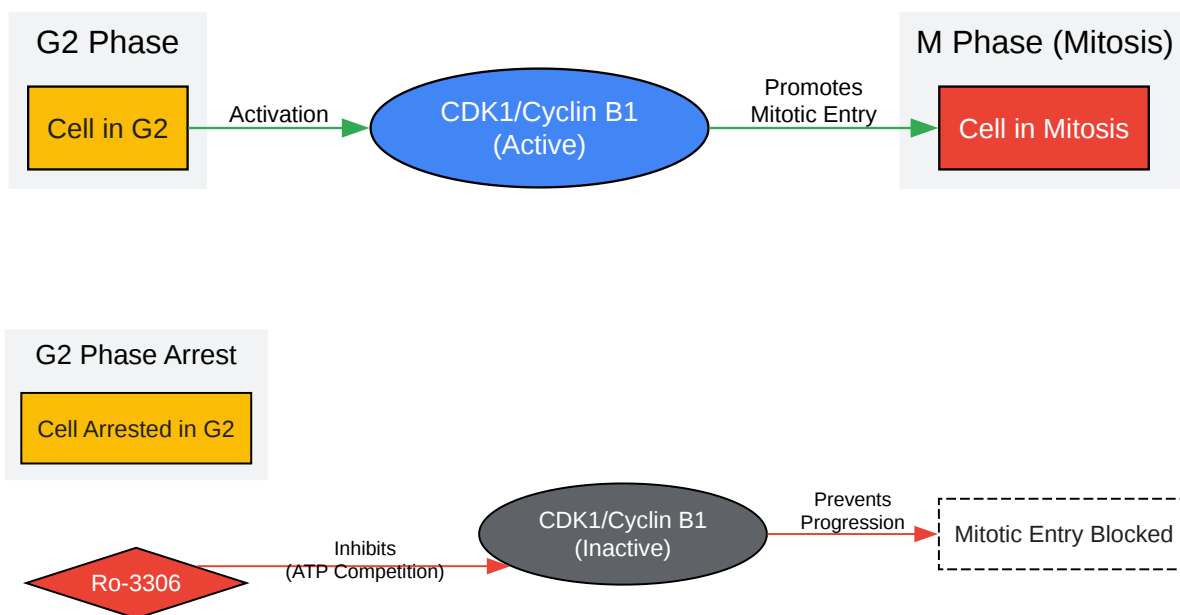 G2 Phase
M Phase (Mitosis)
Cell in G2
Activation
CDK1/Cyclin B1
(Active)
Promotes
Mitotic Entry
Cell in Mitosis
G2 Phase Arrest
Cell Arrested in G2
Ro-3306
Inhibits
(ATP Competition)
CDK1/Cyclin B1
(Inactive)
Prevents
Progression
Mitotic Entry Blocked